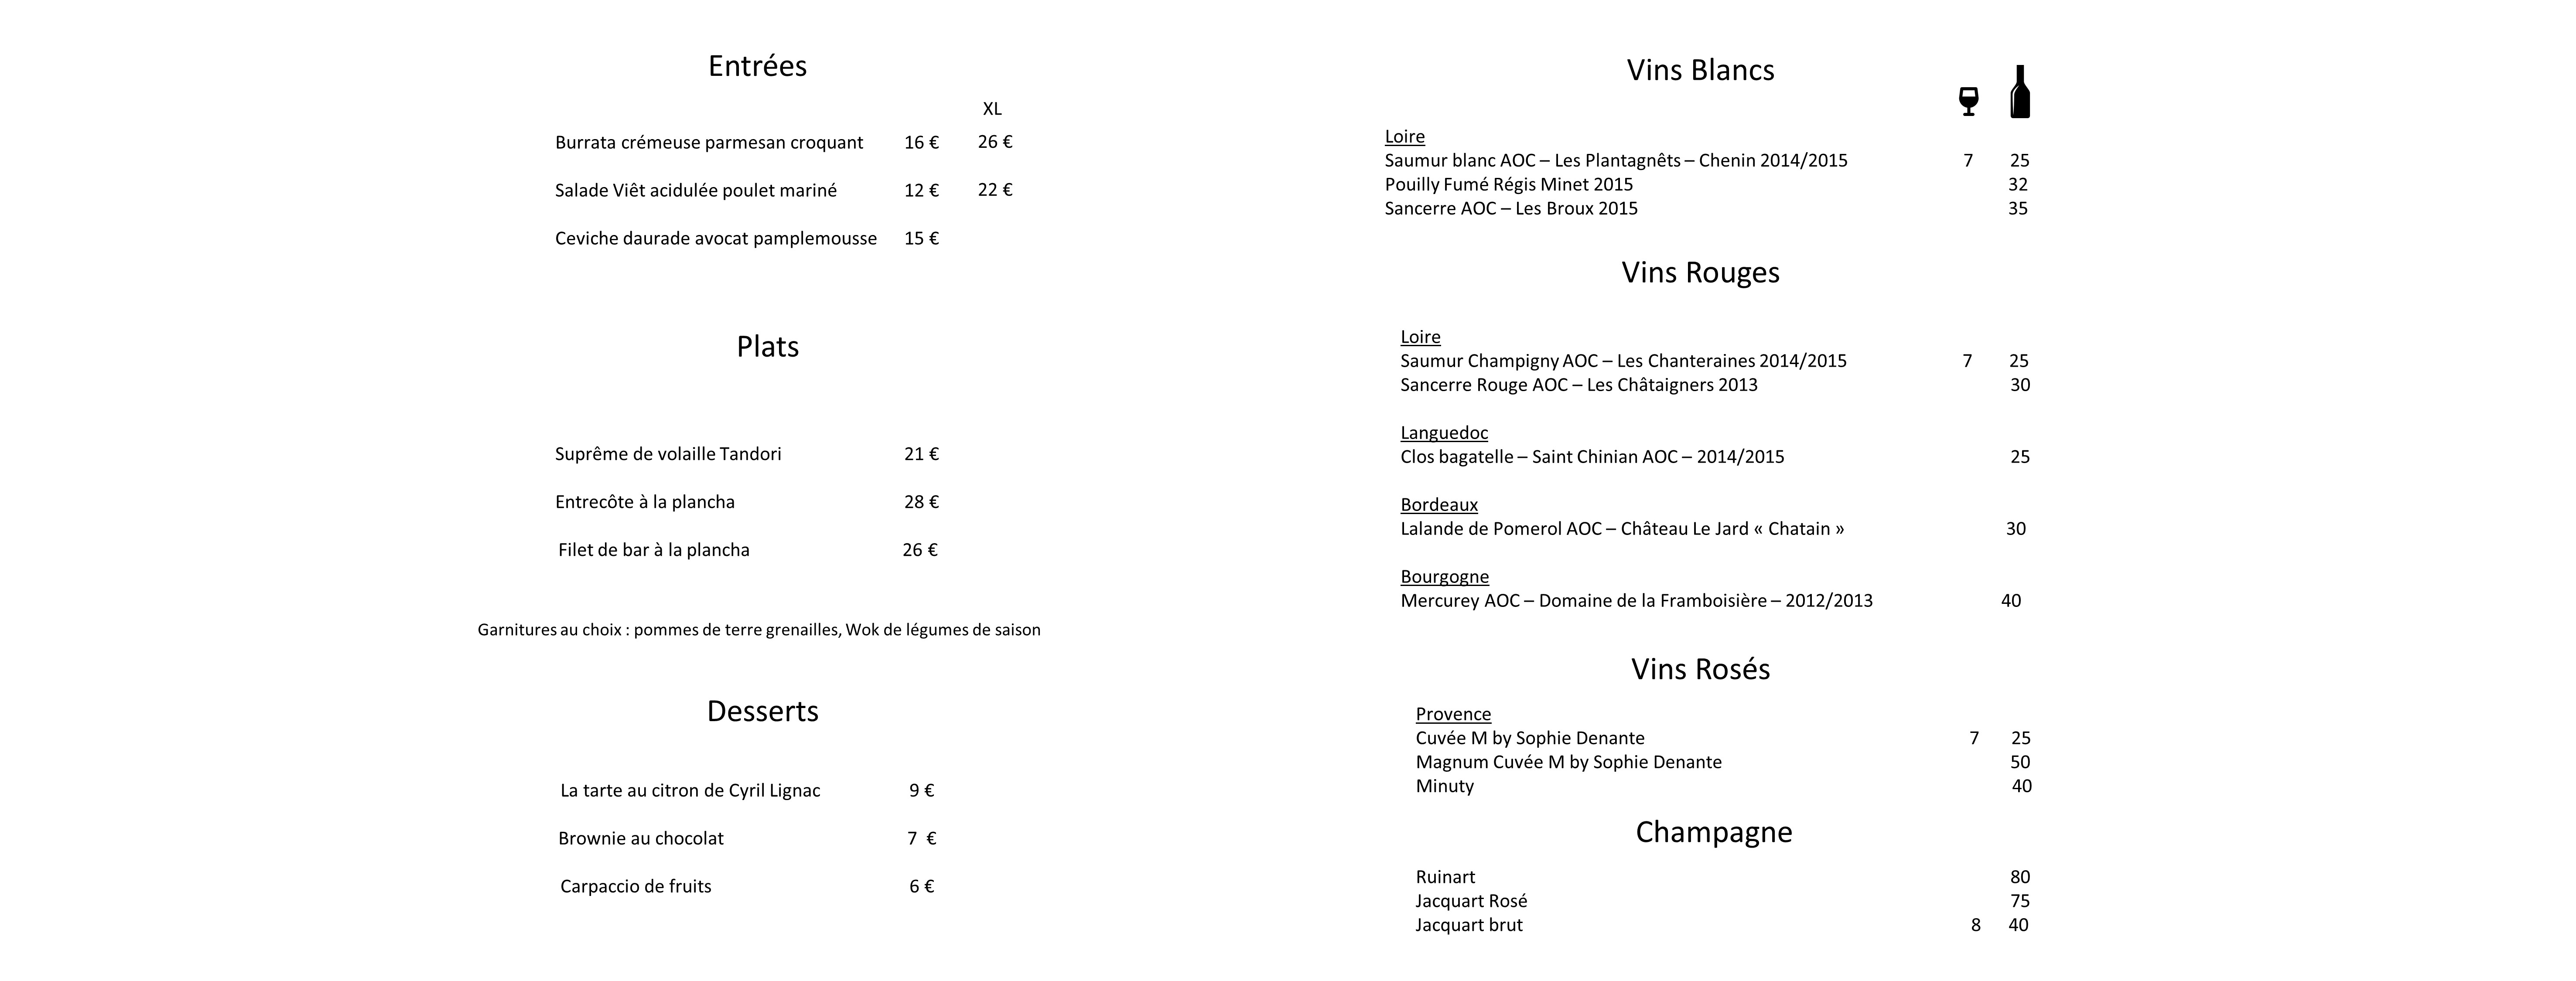 Entrées
XL
Burrata crémeuse parmesan croquant 16 € 26 €
Salade Viêt acidulée poulet mariné 12 € 22 €
Ceviche daurade avocat pamplemousse 15 €
Plats
Suprême de volaille Tandori 21 €
Entrecôte à la plancha 28 €
Filet de bar à la plancha 26 €
Garnitures au choix : pommes de terre grenailles, Wok de légumes de saison
Desserts
La tarte au citron de Cyril Lignac 9 €
Brownie au chocolat 7 €
Carpaccio de fruits 6 €
Vins Blancs
Loire
Saumur blanc AOC – Les Plantagnêts – Chenin 2014/2015 7 25
Pouilly Fumé Régis Minet 2015 32
Sancerre AOC – Les Broux 2015 35
Vins Rouges
Loire
Saumur Champigny AOC – Les Chanteraines 2014/2015 7 25
Sancerre Rouge AOC – Les Châtaigners 2013 30
Languedoc
Clos bagatelle – Saint Chinian AOC – 2014/2015 25
Bordeaux
Lalande de Pomerol AOC – Château Le Jard « Chatain » 30
Bourgogne
Mercurey AOC – Domaine de la Framboisière – 2012/2013 40
Vins Rosés
Provence
Cuvée M by Sophie Denante 7 25
Magnum Cuvée M by Sophie Denante 50
Minuty 40
Champagne
Ruinart 80
Jacquart Rosé 75
Jacquart brut 8 40